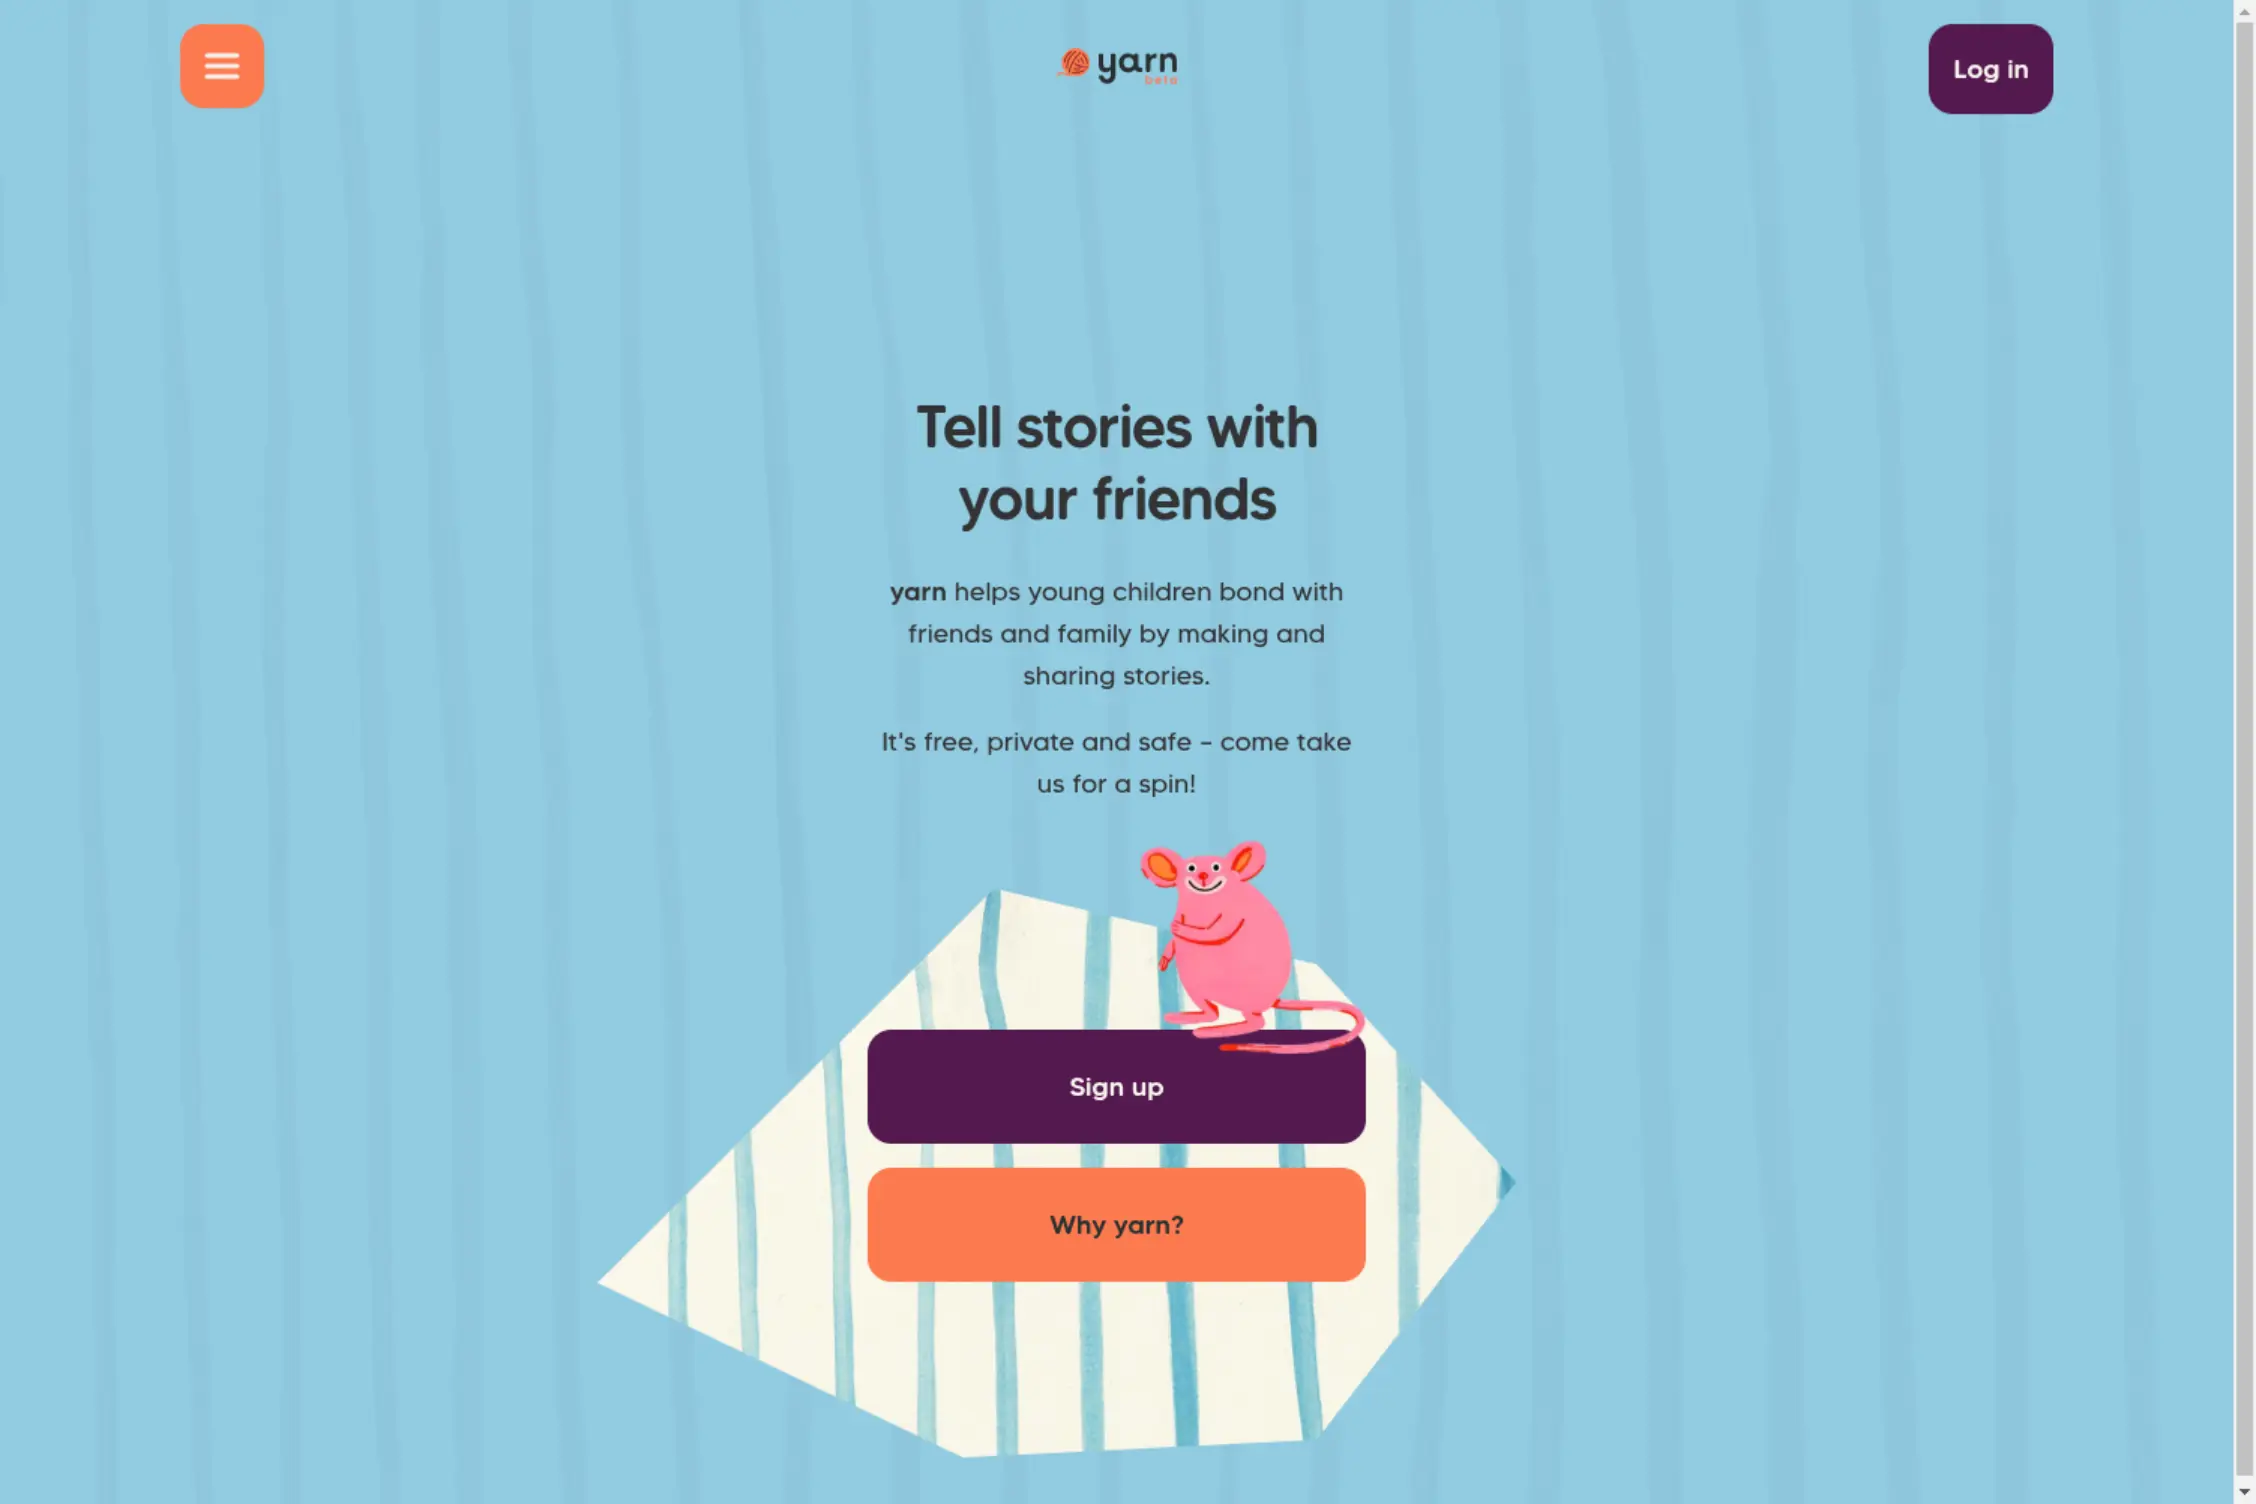 yarn
beta
Log in
Tell stories with
your friends
yarn helps young children bond with
friends and family by making and
sharing stories.
It's free, private and safe – come take
us for a spin!
Sign up
Why yarn?